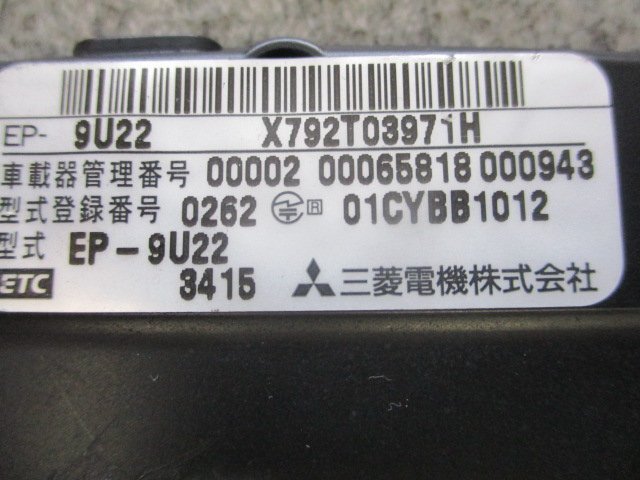 EP- 9U22 X792T03971H
車載器管理番号 00002 00065818 000943
型式登録番号 0262 R 01CYBB1012
型式 EP-9U22
ETC 3415 三菱電機株式会社